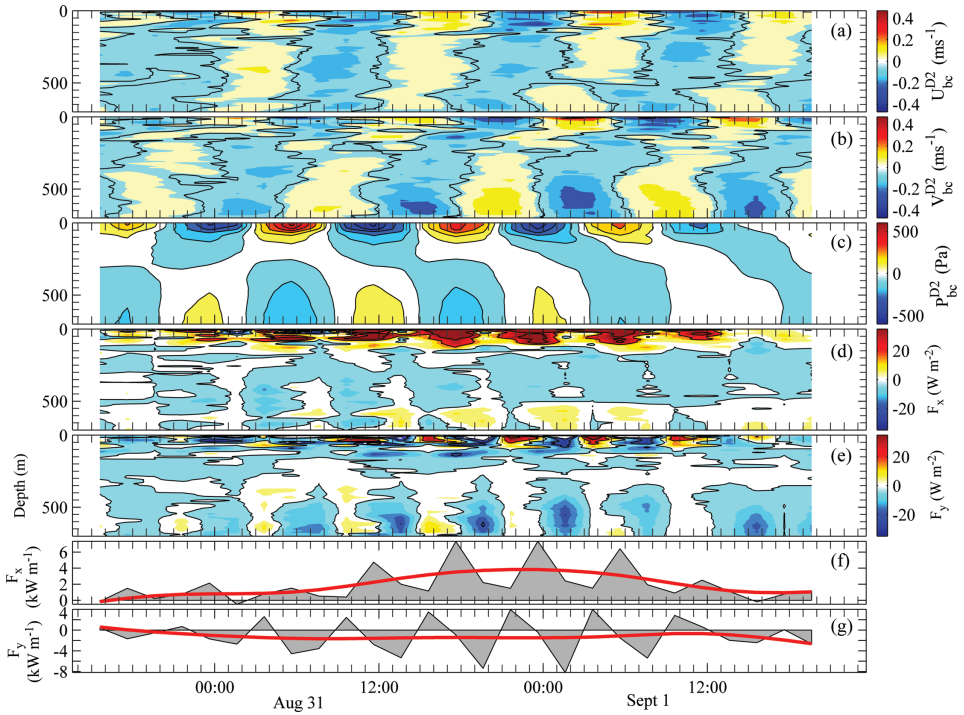 0
500
(a)
0.4
0.2
0
-0.2
-0.4
U_bc^D2 (ms^-1)
0
500
(b)
0.4
0.2
0
-0.2
-0.4
V_bc^D2 (ms^-1)
0
500
(c)
500
0
-500
P_bc^D2 (Pa)
0
500
(d)
20
0
-20
F_x (W m^-2)
Depth (m)
0
500
(e)
20
0
-20
F_y (W m^-2)
F_x
(kW m^-1)
6
4
2
0
(f)
F_y
(kW m^-1)
4
0
-4
-8
(g)
00:00 12:00 00:00 12:00
Aug 31 Sept 1